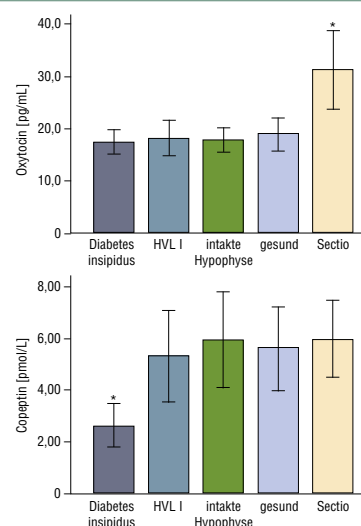 Oxytocin [pg/mL]
40,0
30,0
20,0
10,0
0
*
Diabetes insipidus
HVL I
intakte Hypophyse
gesund
Sectio
Copeptin [pmol/L]
8,00
6,00
4,00
2,00
0
*
Diabetes insipidus
HVL I
intakte Hypophyse
gesund
Sectio